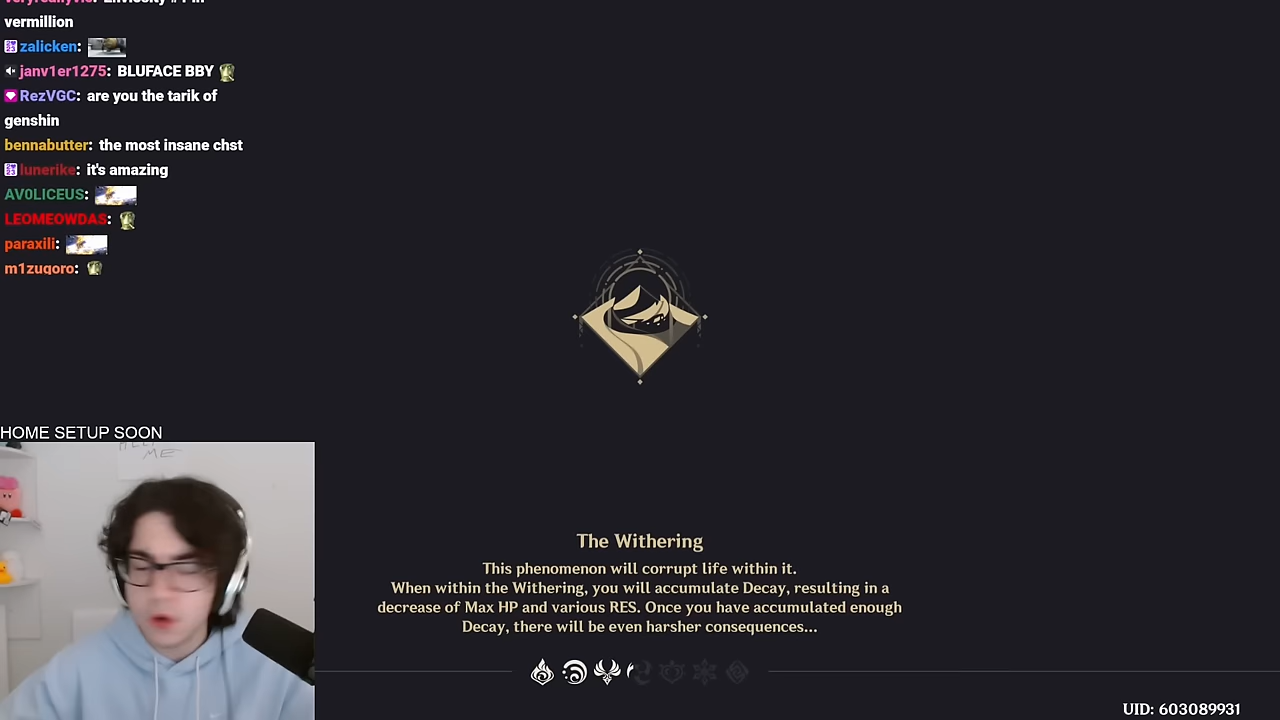 vermillion
zalicken:
janv1er1275: BLUFACE BBY
RezVGC: are you the tarik of
genshin
bennabutter: the most insane chst
lunerike: it's amazing
AV0LICEUS:
LEOMEOWDAS:
paraxili:
m1zugoro:
HOME SETUP SOON
ME
The Withering
This phenomenon will corrupt life within it.
When within the Withering, you will accumulate Decay, resulting in a
decrease of Max HP and various RES. Once you have accumulated enough
Decay, there will be even harsher consequences...
UID: 603089931